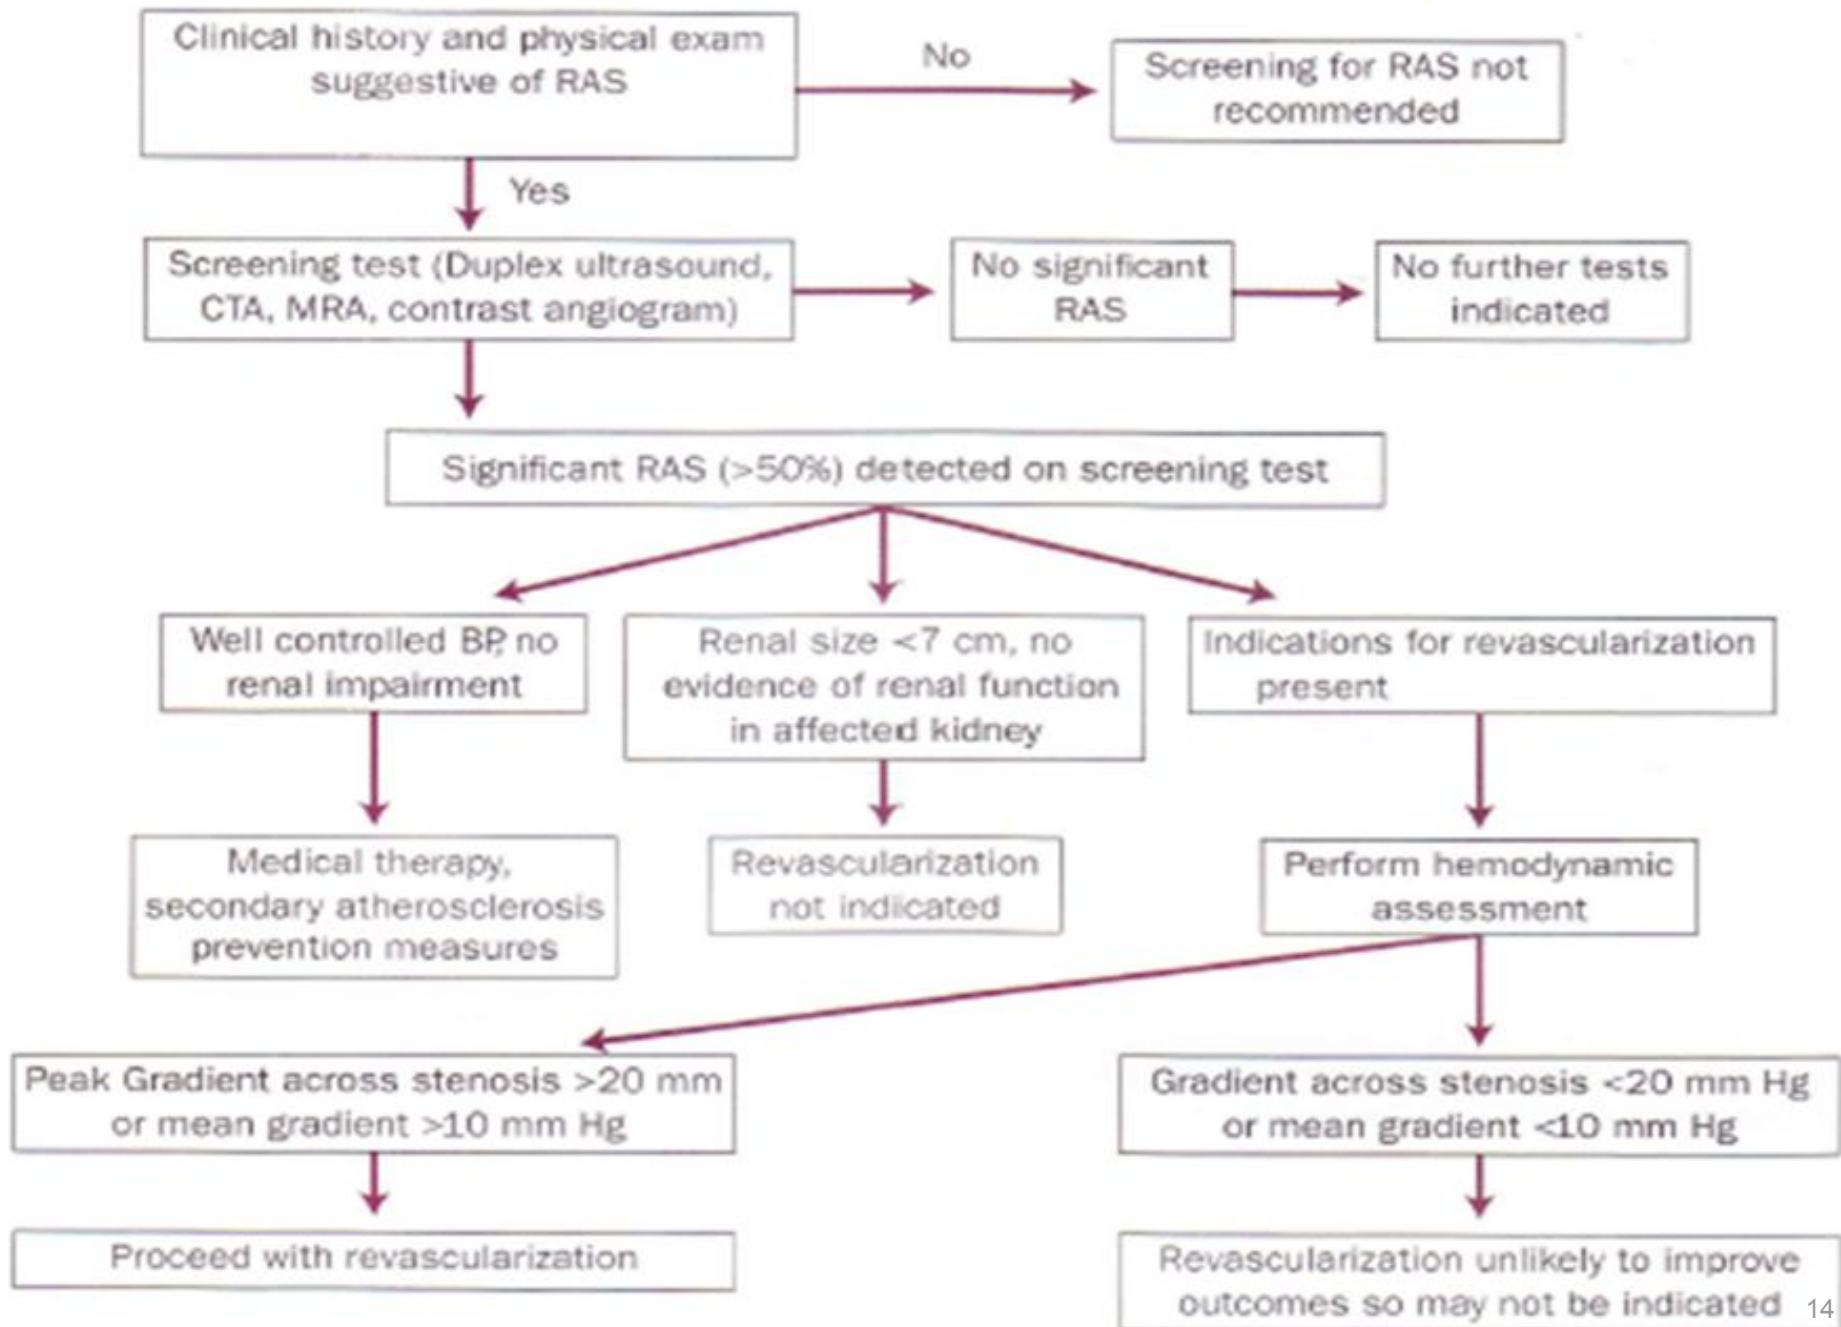 Clinical history and physical exam
suggestive of RAS
No
Screening for RAS not
recommended
Yes
Screening test (Duplex ultrasound,
CTA, MRA, contrast angiogram)
No significant
RAS
No further tests
indicated
Significant RAS (>50%) detected on screening test
Well controlled BP, no
renal impairment
Renal size <7 cm, no
evidence of renal function
in affected kidney
Indications for revascularization
present
Medical therapy,
secondary atherosclerosis
prevention measures
Revascularization
not indicated
Perform hemodynamic
assessment
Peak Gradient across stenosis >20 mm
or mean gradient >10 mm Hg
Gradient across stenosis <20 mm Hg
or mean gradient <10 mm Hg
Proceed with revascularization
Revascularization unlikely to improve
outcomes so may not be indicated
14